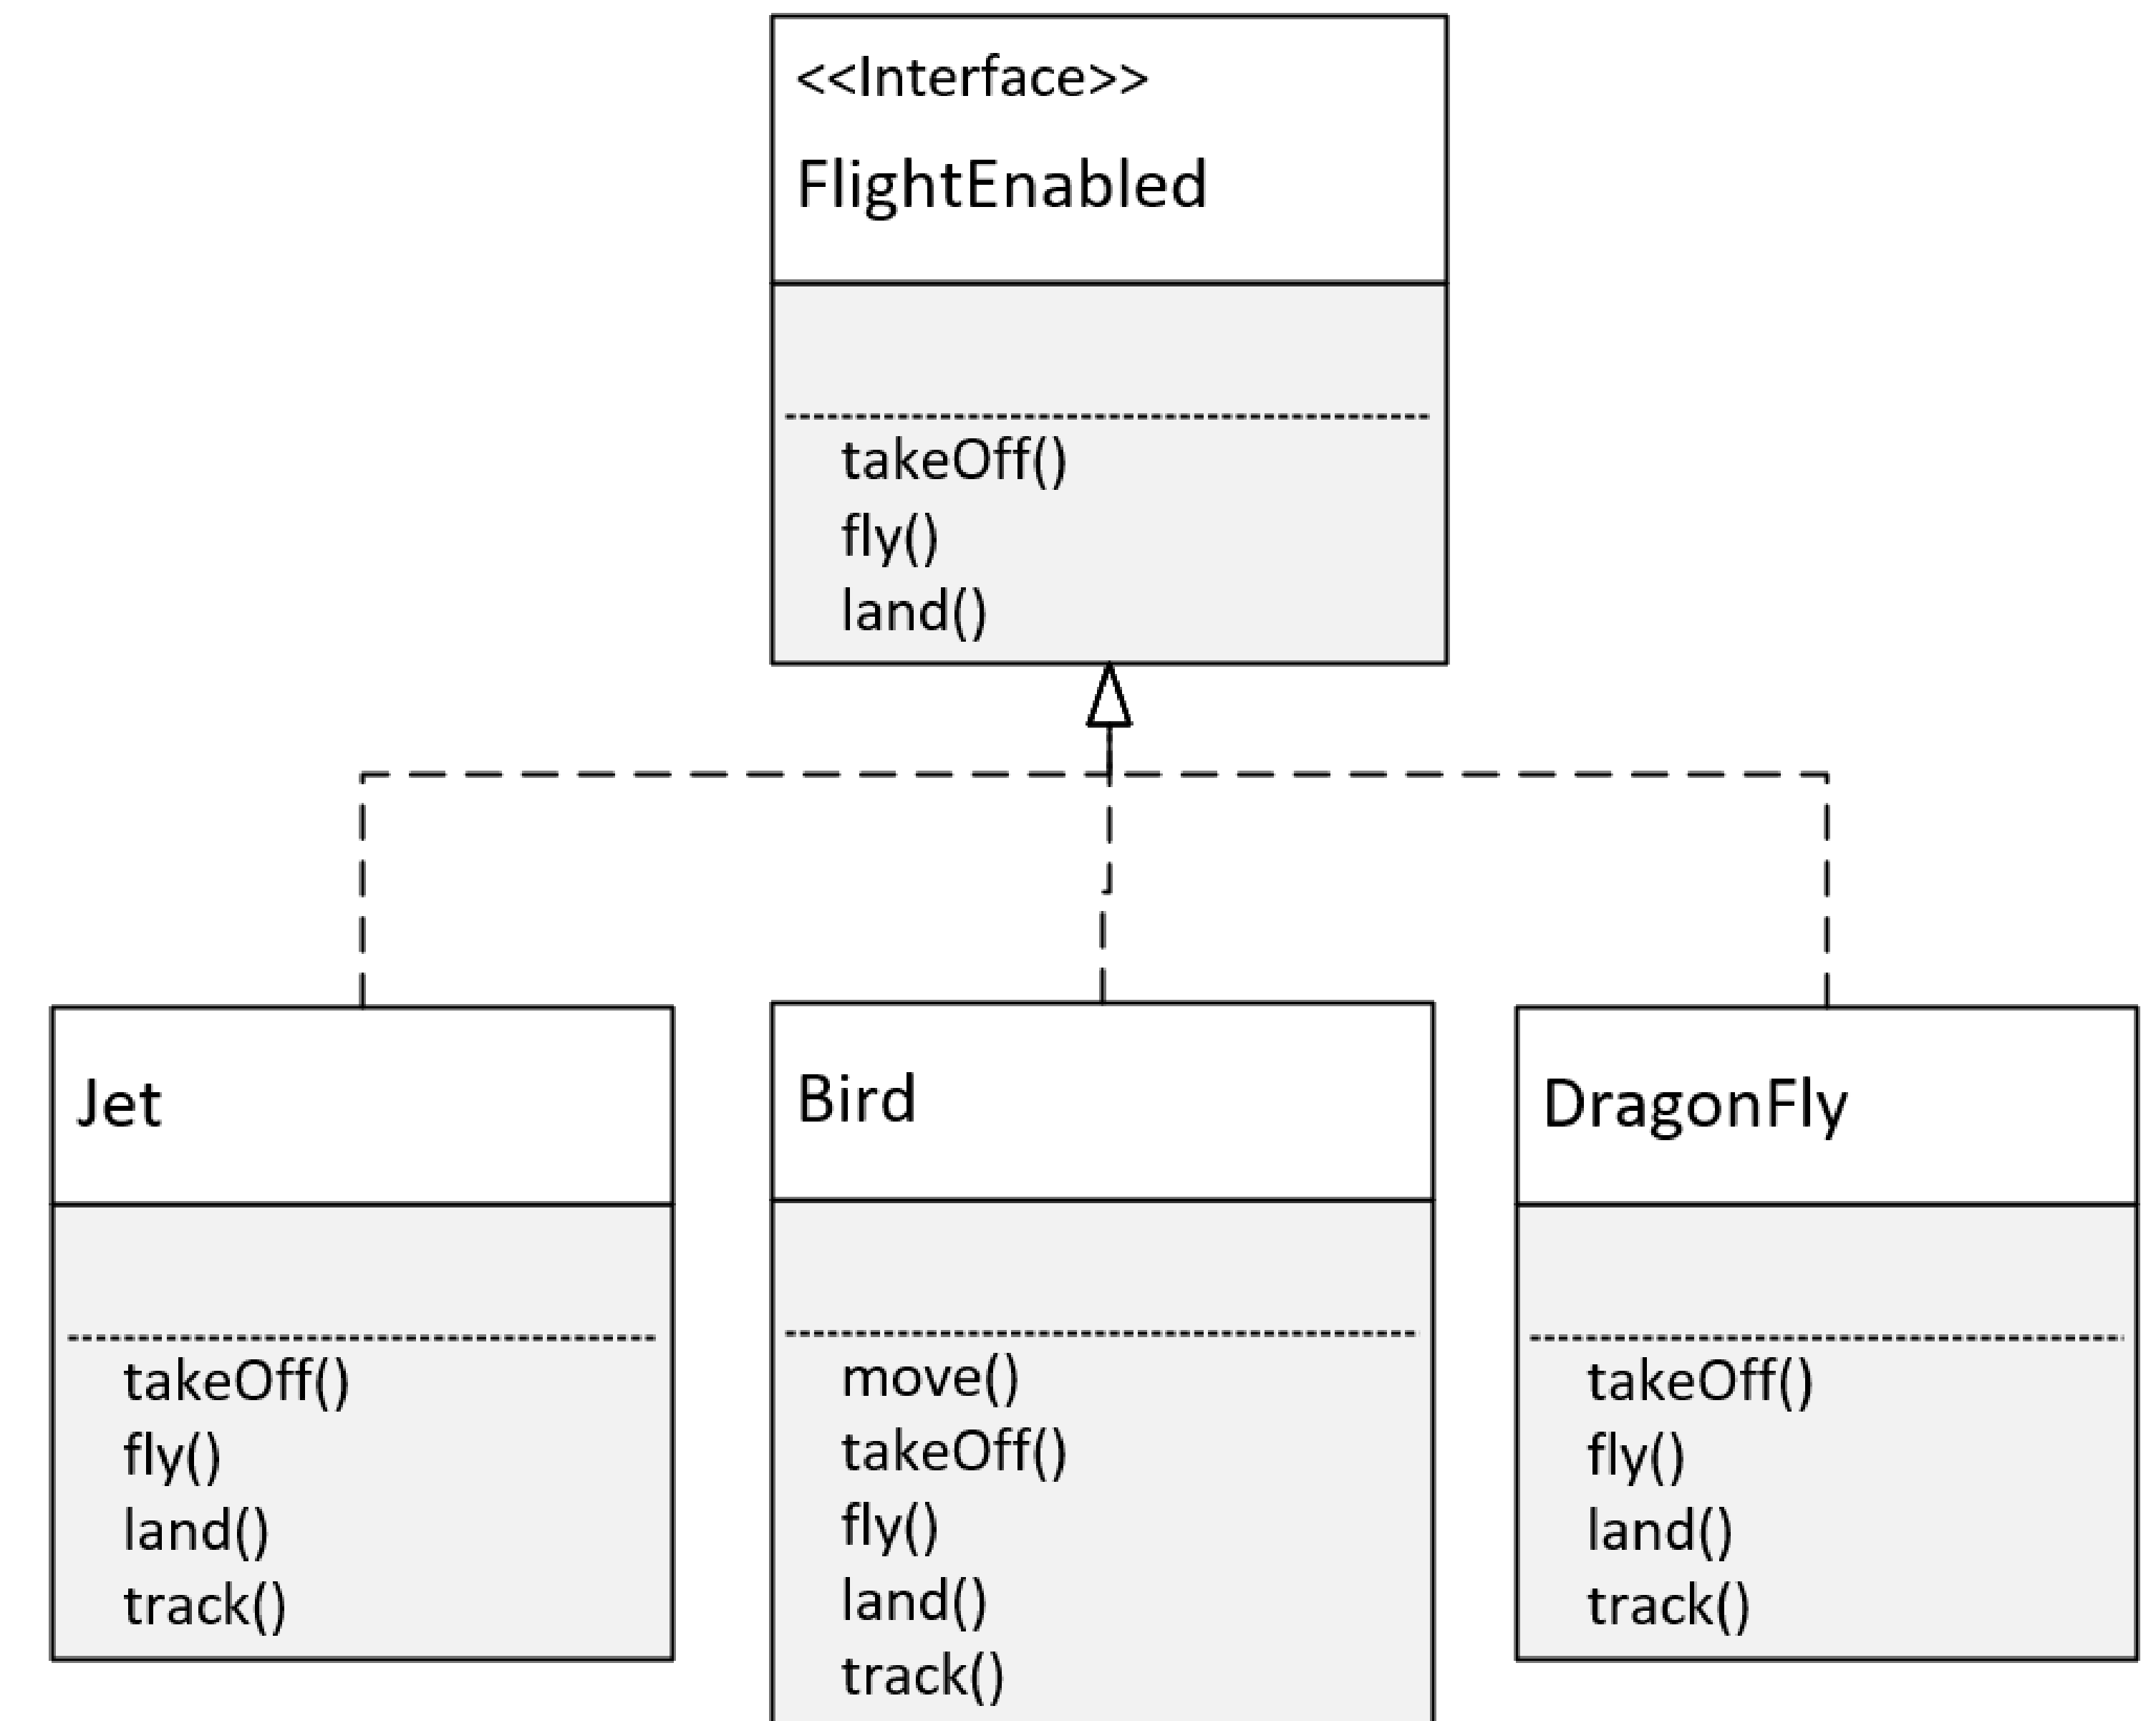 <<Interface>>
FlightEnabled
takeOff()
fly()
land()
Jet
takeOff()
fly()
land()
track()
Bird
move()
takeOff()
fly()
land()
track()
DragonFly
takeOff()
fly()
land()
track()